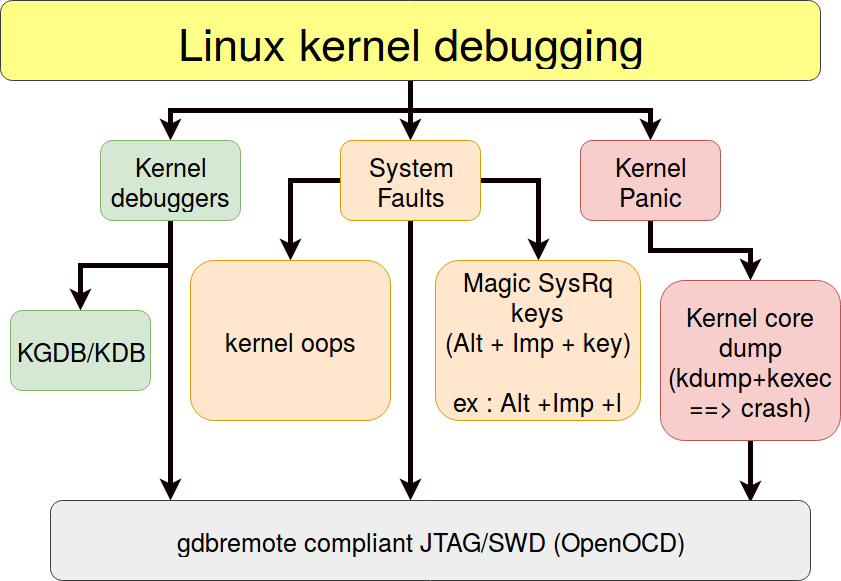 Linux kernel debugging
Kernel
debuggers
System
Faults
Kernel
Panic
KGDB/KDB
kernel oops
Magic SysRq
keys
(Alt + Imp + key)
ex : Alt +Imp +l
Kernel core
dump
(kdump+kexec
==> crash)
gdbremote compliant JTAG/SWD (OpenOCD)